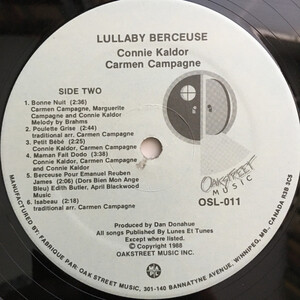 LULLABY BERCEUSE
Connie Kaldor
Carmen Campagne
SIDE TWO
1. Bonne Nuit (2:36)
Carmen Campagne, Marguerite
Campagne and Connie Kaldor
Melody by Brahms
2. Poulette Grise (2:44)
traditional arr. Carmen Campagne
3. Petit Bébé (2:25)
Connie Kaldor, Carmen Campagne
4. Maman Fait Dodo (3:38)
Connie Kaldor, Carmen Campagne
and Connie Kaldor
5. Berceuse Pour Emanuel Reuben
James (2:06) (Dors Bien Mon Ange
Bleu) Edith Butler, April Blackwood
Music
6. Isabeau (2:18)
traditional arr. Carmen Campagne
OAKSTREET
MUSIC
OSL-011
Produced by Dan Donahue
All songs Published By Lunes Et Tunes
Except where listed.
© Copyright 1988
OAKSTREET MUSIC INC.
MANUFACTURED BY: FABRIQUE PAR: OAK STREET MUSIC, 301-140 BANNATYNE AVENUE, WINNIPEG, MB. CANADA R3B 3C5